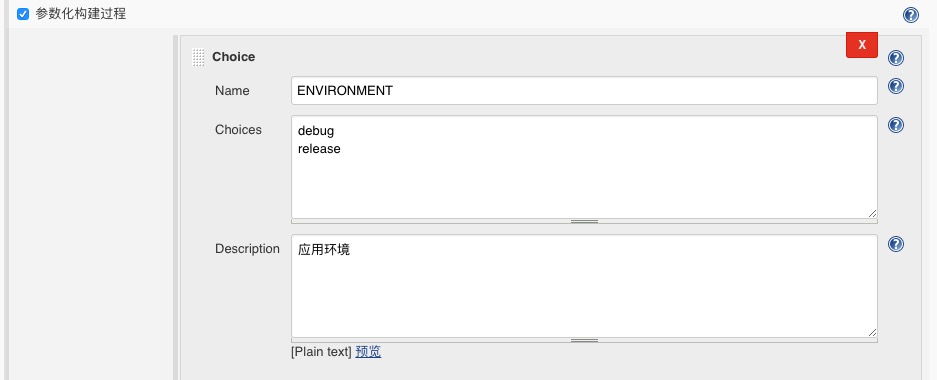 参数化构建过程
X
Choice
Name
ENVIRONMENT
Choices
debug
release
Description
应用环境
[Plain text] 预览